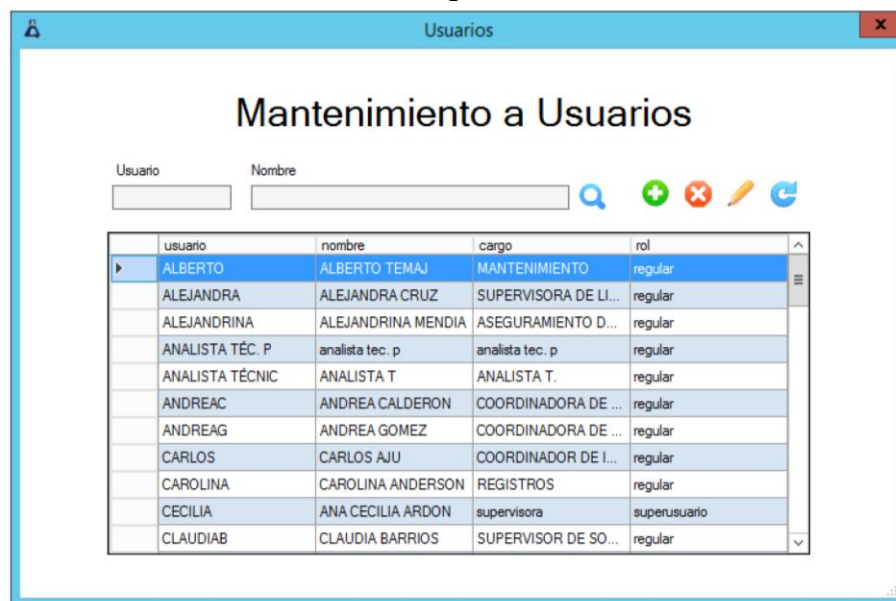 Usuarios
Mantenimiento a Usuarios
Usuario Nombre
usuario nombre cargo rol
ALBERTO ALBERTO TEMAJ MANTENIMIENTO regular
ALEJANDRA ALEJANDRA CRUZ SUPERVISORA DE LI... regular
ALEJANDRINA ALEJANDRINA MENDIA ASEGURAMIENTO D... regular
ANALISTA TÉC. P analista tec. p analista tec. p regular
ANALISTA TÉCNIC ANALISTA T ANALISTA T. regular
ANDREAC ANDREA CALDERON COORDINADORA DE ... regular
ANDREAG ANDREA GOMEZ COORDINADORA DE ... regular
CARLOS CARLOS AJU COORDINADOR DE I... regular
CAROLINA CAROLINA ANDERSON REGISTROS regular
CECILIA ANA CECILIA ARDON supervisora superusuario
CLAUDIAB CLAUDIA BARRIOS SUPERVISOR DE SO... regular